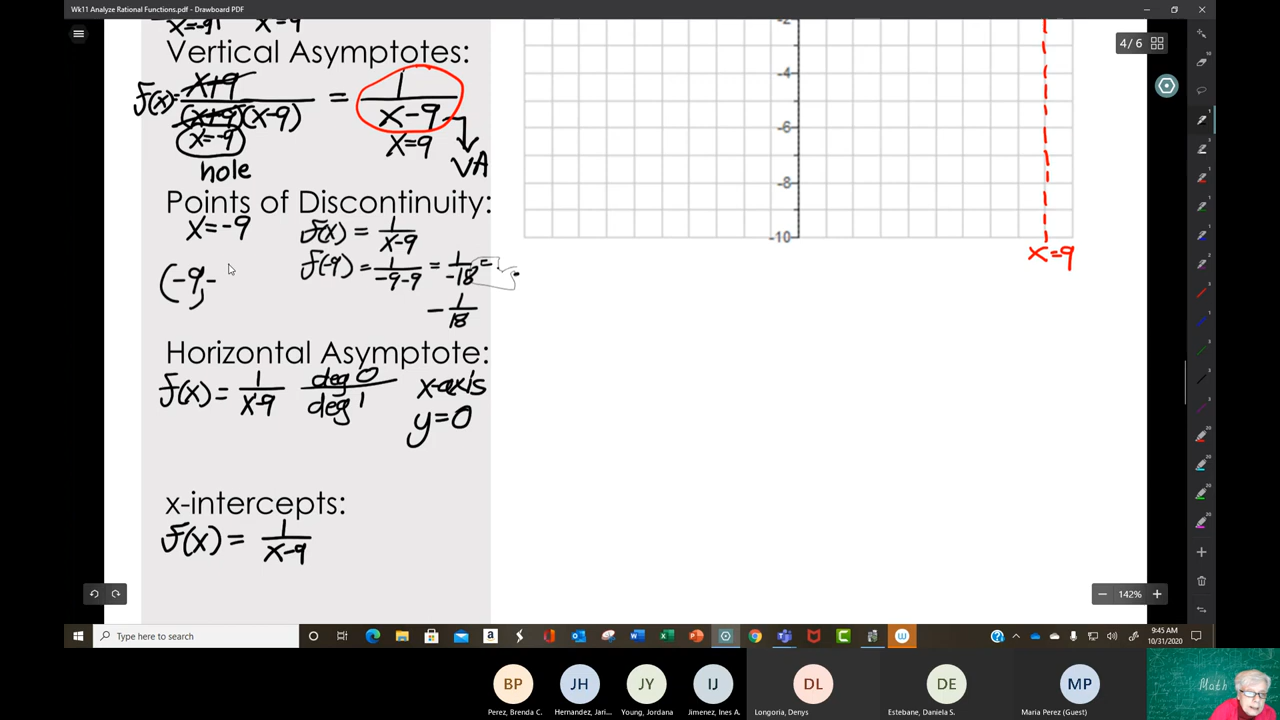 Wk11 Analyze Rational Functions.pdf - Drawboard PDF
4 / 6
x=-9 x=9
Vertical Asymptotes:
f(x)= x+9 / (x+9)(x-9) = 1 / x-9
x=-9
hole
x=9
VA
Points of Discontinuity:
x=-9
f(x) = 1 / x-9
f(-9) = 1 / -9-9 = 1 / -18 =
- 1 / 18
(-9, -
Horizontal Asymptote:
f(x) = 1 / x-9
deg 0 / deg 1
x-axis
y=0
x-intercepts:
f(x) = 1 / x-9
-2
-4
-6
-8
-10
x=9
142%
Type here to search
9:45 AM
10/31/2020
BP
JH
JY
IJ
DL
DE
MP
Perez, Brenda C.
Hernandez, Jari...
Young, Jordana
Jimenez, Ines A.
Longoria, Denys
Estebane, Daniela S.
Maria Perez (Guest)
Math